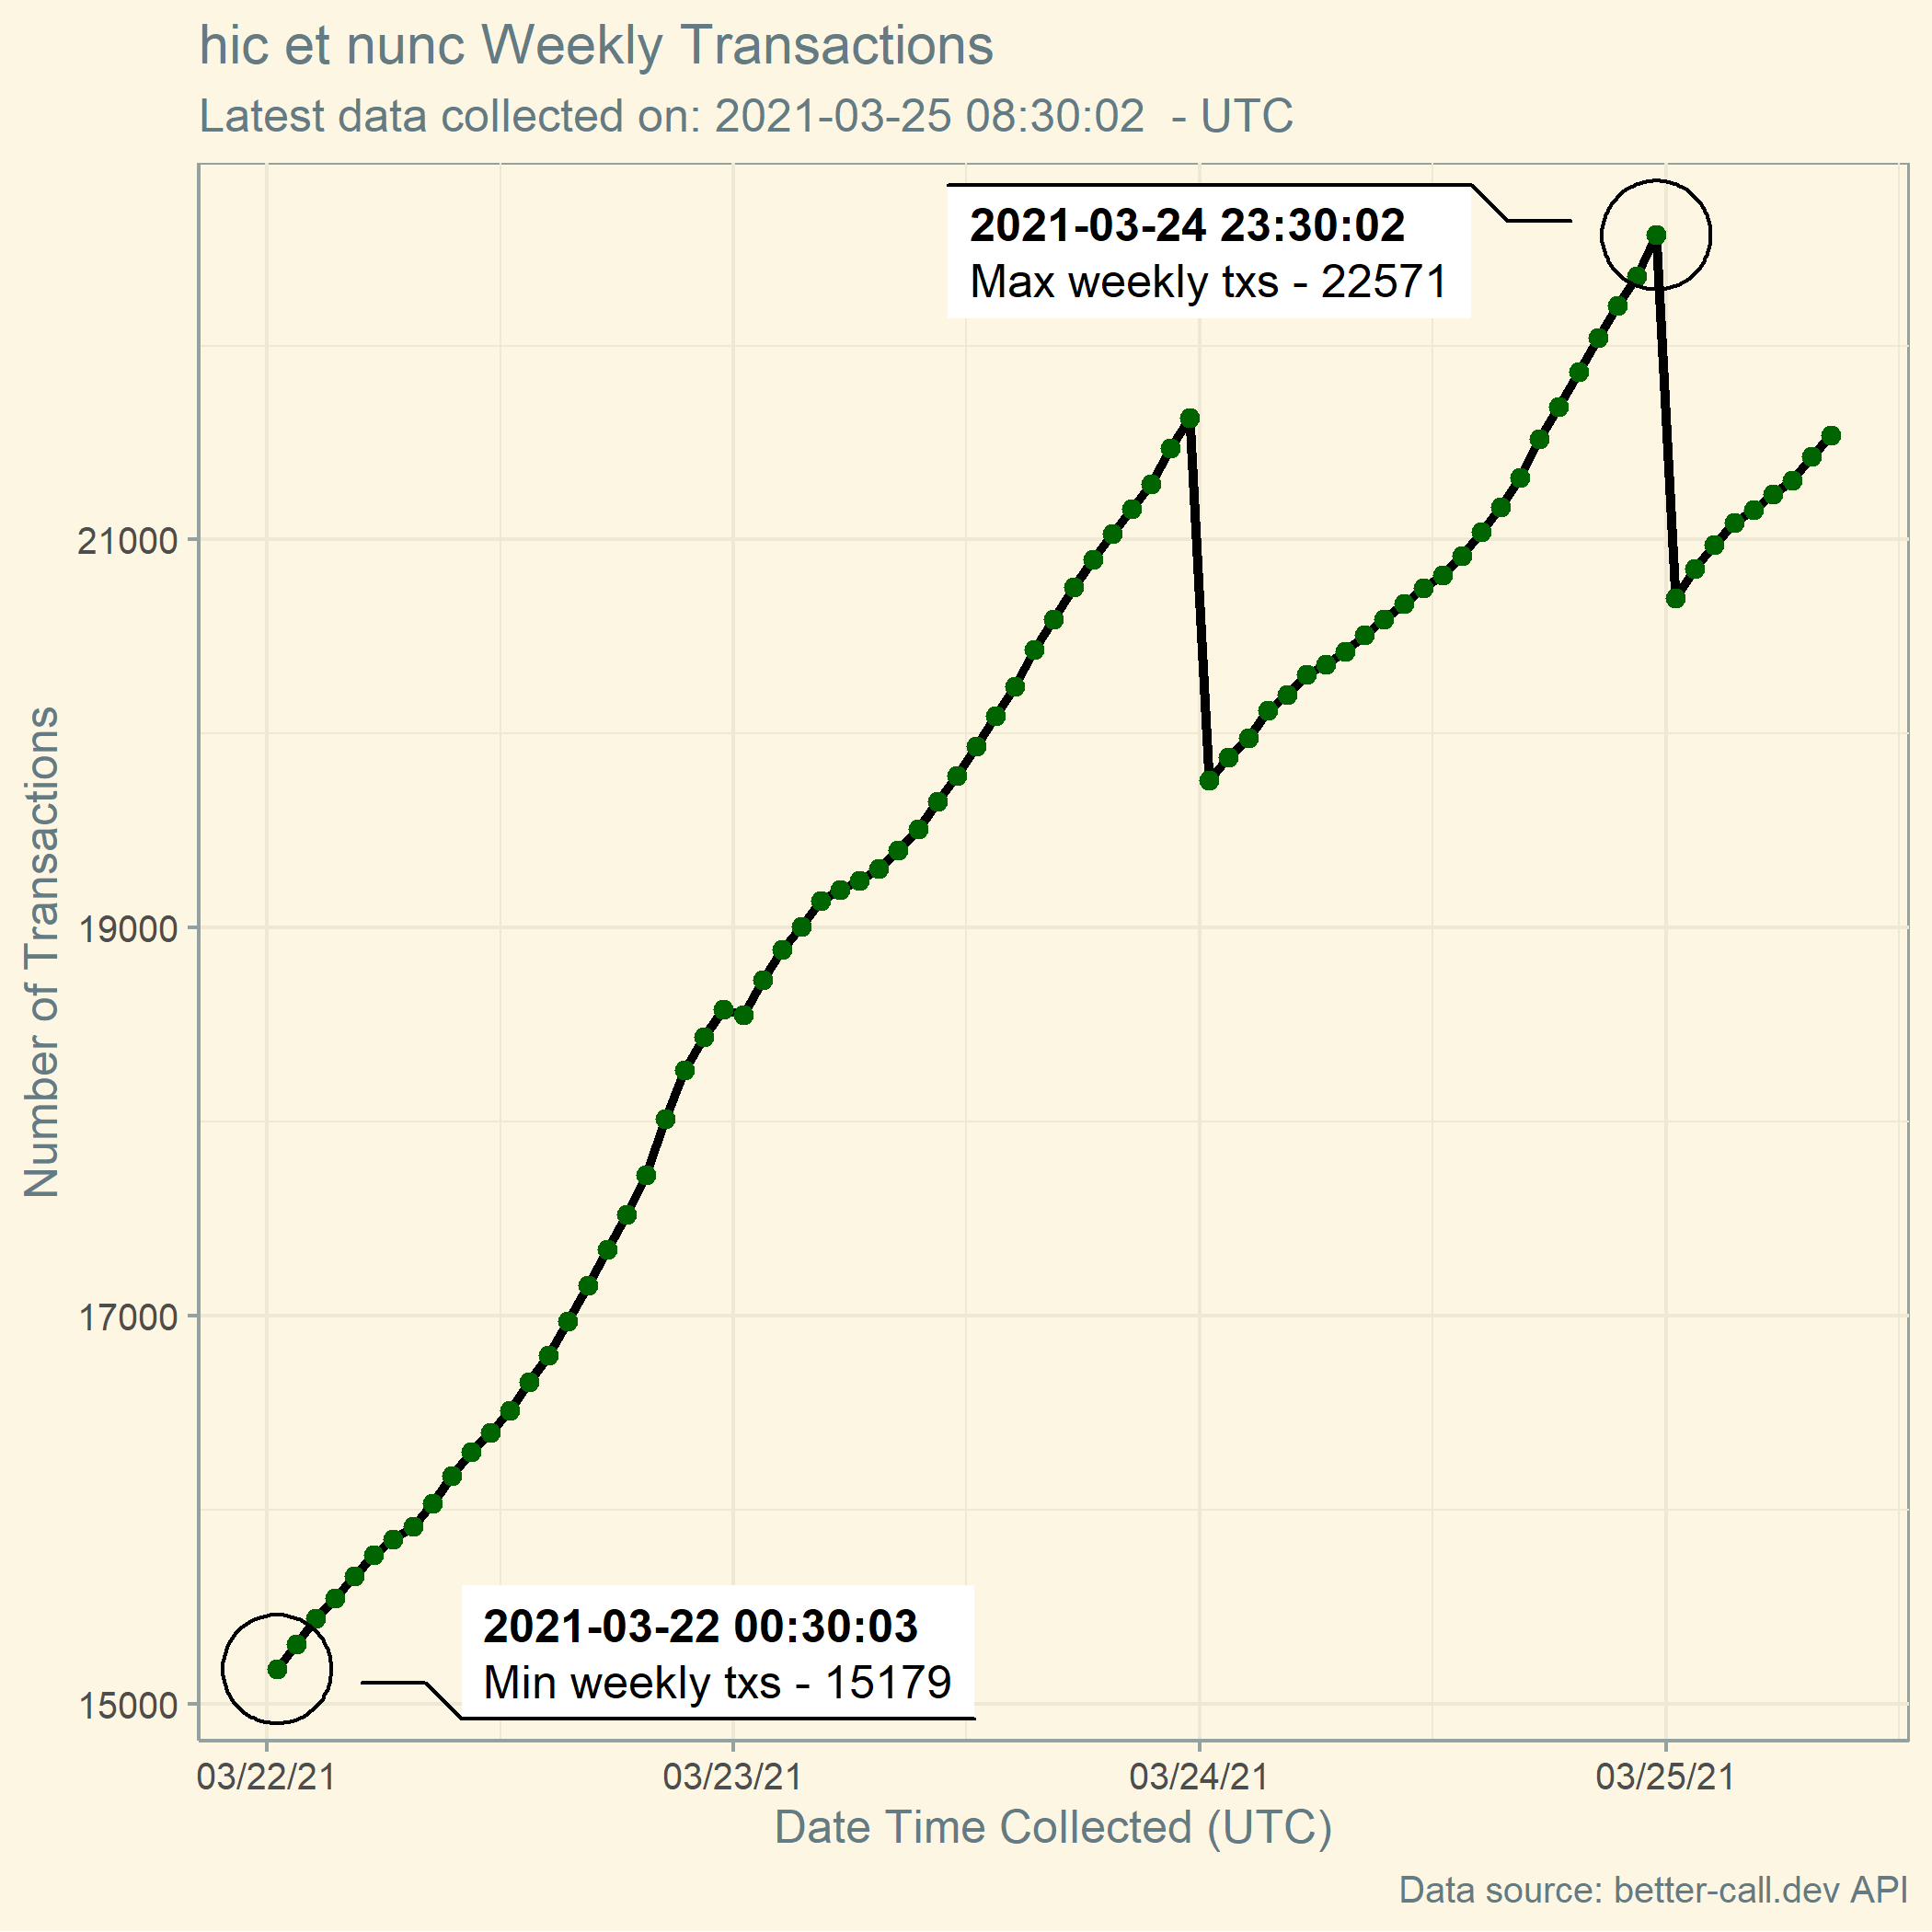 hic et nunc Weekly Transactions
Latest data collected on: 2021-03-25 08:30:02  - UTC
2021-03-24 23:30:02
Max weekly txs - 22571
21000
19000
17000
15000
Number of Transactions
2021-03-22 00:30:03
Min weekly txs - 15179
03/22/21 03/23/21 03/24/21 03/25/21
Date Time Collected (UTC)
Data source: better-call.dev API